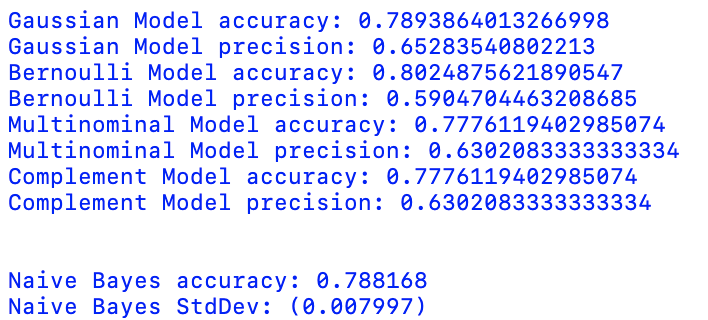 Gaussian Model accuracy: 0.7893864013266998
Gaussian Model precision: 0.65283540802213
Bernoulli Model accuracy: 0.8024875621890547
Bernoulli Model precision: 0.5904704463208685
Multinominal Model accuracy: 0.7776119402985074
Multinominal Model precision: 0.6302083333333334
Complement Model accuracy: 0.7776119402985074
Complement Model precision: 0.6302083333333334
Naive Bayes accuracy: 0.788168
Naive Bayes StdDev: (0.007997)